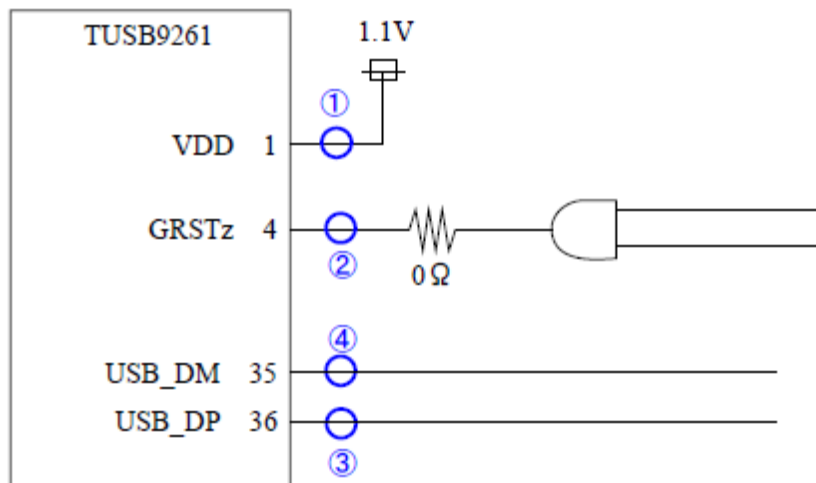 TUSB9261
1.1V
①
VDD 1
GRSTz 4
②
0Ω
④
USB_DM 35
USB_DP 36
③